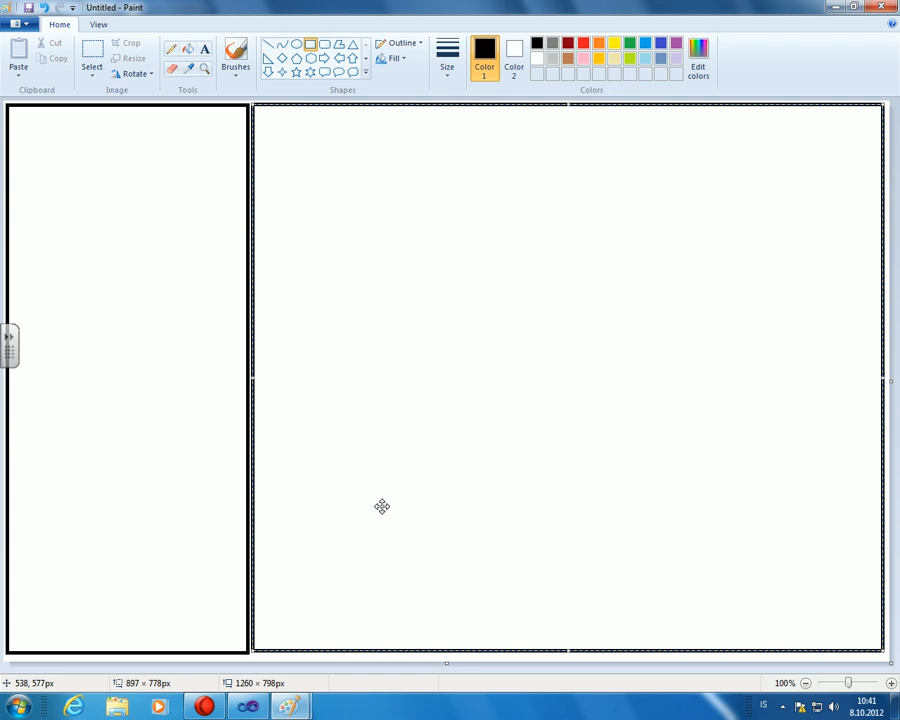 Untitled - Paint
Home View
Paste
Cut
Copy
Clipboard
Select
Crop
Resize
Rotate
Image
A
Tools
Brushes
Outline
Fill
Shapes
Size
Color 1
Color 2
Edit colors
Colors
538, 577px
897 × 778px
1260 × 798px
100%
IS
10:41
8.10.2012